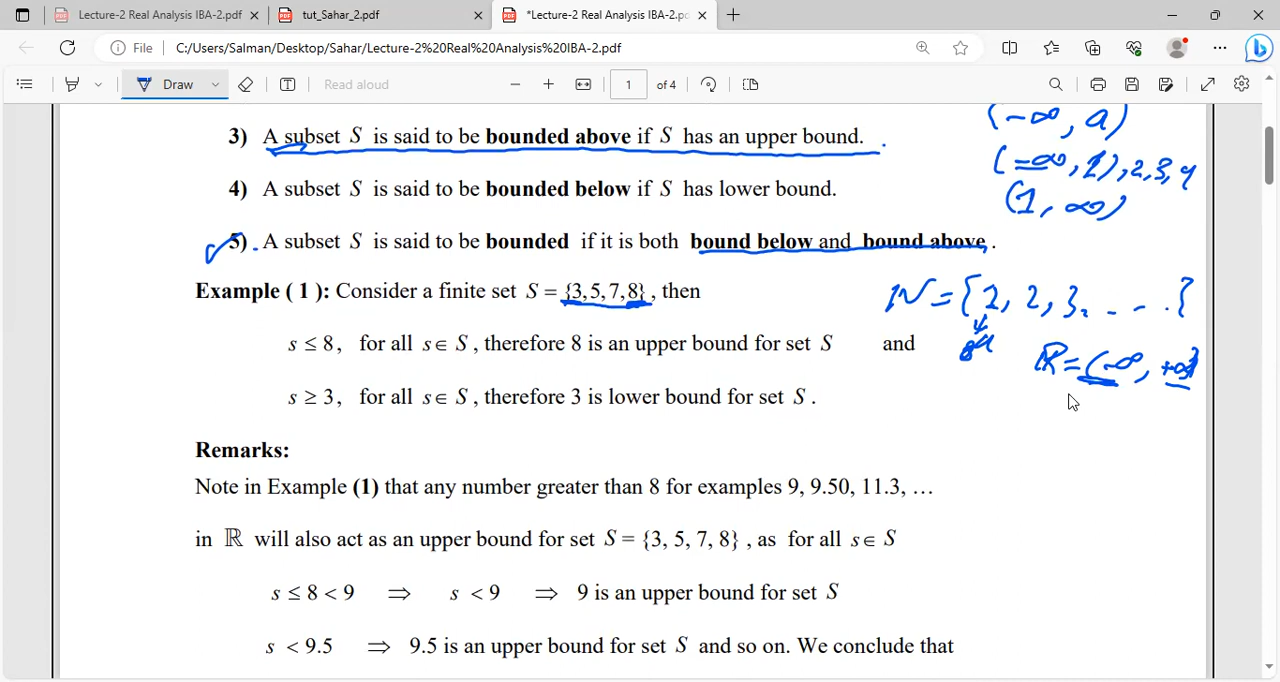 Lecture-2 Real Analysis IBA-2.pdf
tut_Sahar_2.pdf
*Lecture-2 Real Analysis IBA-2.pd
File C:/Users/Salman/Desktop/Sahar/Lecture-2%20Real%20Analysis%20IBA-2.pdf
Draw
Read aloud
1 of 4
(-∞, a)
3) A subset S is said to be bounded above if S has an upper bound.
(-∞, 1), 2, 3, 4
4) A subset S is said to be bounded below if S has lower bound.
(1, ∞)
5) . A subset S is said to be bounded if it is both bound below and bound above .
Example ( 1 ): Consider a finite set S = {3, 5, 7, 8} , then
N = {1, 2, 3, . . . . }
s ≤ 8, for all s ∈ S , therefore 8 is an upper bound for set S and
R = (-∞, +∞)
s ≥ 3, for all s ∈ S , therefore 3 is lower bound for set S .
Remarks:
Note in Example (1) that any number greater than 8 for examples 9, 9.50, 11.3, …
in ℝ will also act as an upper bound for set S = {3, 5, 7, 8} , as for all s ∈ S
s ≤ 8 < 9 ⟹ s < 9 ⟹ 9 is an upper bound for set S
s < 9.5 ⟹ 9.5 is an upper bound for set S and so on. We conclude that